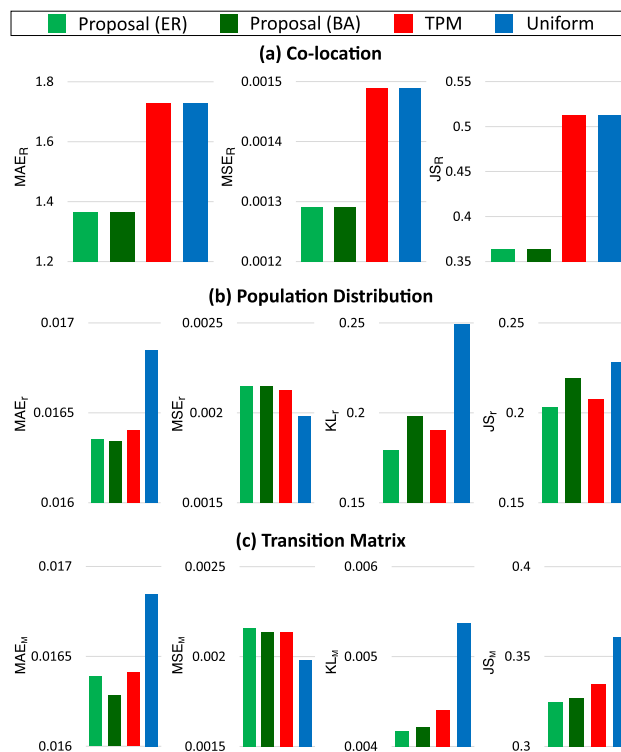 Proposal (ER) Proposal (BA) TPM Uniform
(a) Co-location
MAE_R
1.8
1.6
1.4
1.2
MSE_R
0.0015
0.0014
0.0013
0.0012
JS_R
0.55
0.5
0.45
0.4
0.35
(b) Population Distribution
MAE_r
0.017
0.0165
0.016
MSE_r
0.0025
0.002
0.0015
KL_r
0.25
0.2
0.15
JS_r
0.25
0.2
0.15
(c) Transition Matrix
MAE_M
0.017
0.0165
0.016
MSE_M
0.0025
0.002
0.0015
KL_M
0.006
0.005
0.004
JS_M
0.4
0.35
0.3